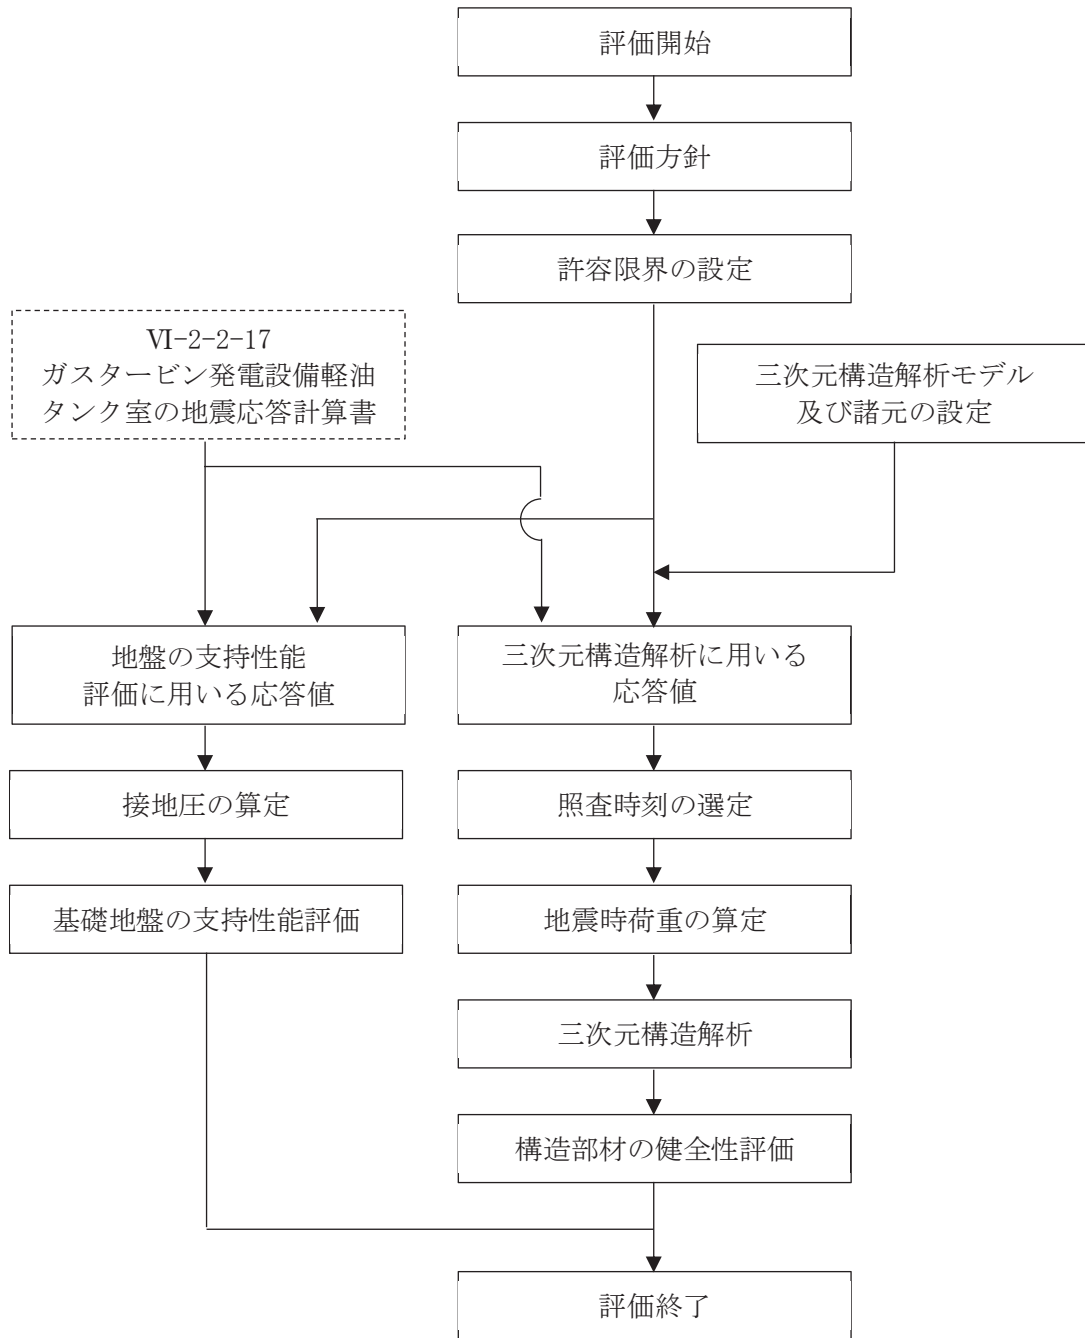 評価開始
評価方針
許容限界の設定
Ⅵ-2-2-17
ガスタービン発電設備軽油
タンク室の地震応答計算書
三次元構造解析モデル
及び諸元の設定
地盤の支持性能
評価に用いる応答値
三次元構造解析に用いる
応答値
接地圧の算定
照査時刻の選定
基礎地盤の支持性能評価
地震時荷重の算定
三次元構造解析
構造部材の健全性評価
評価終了